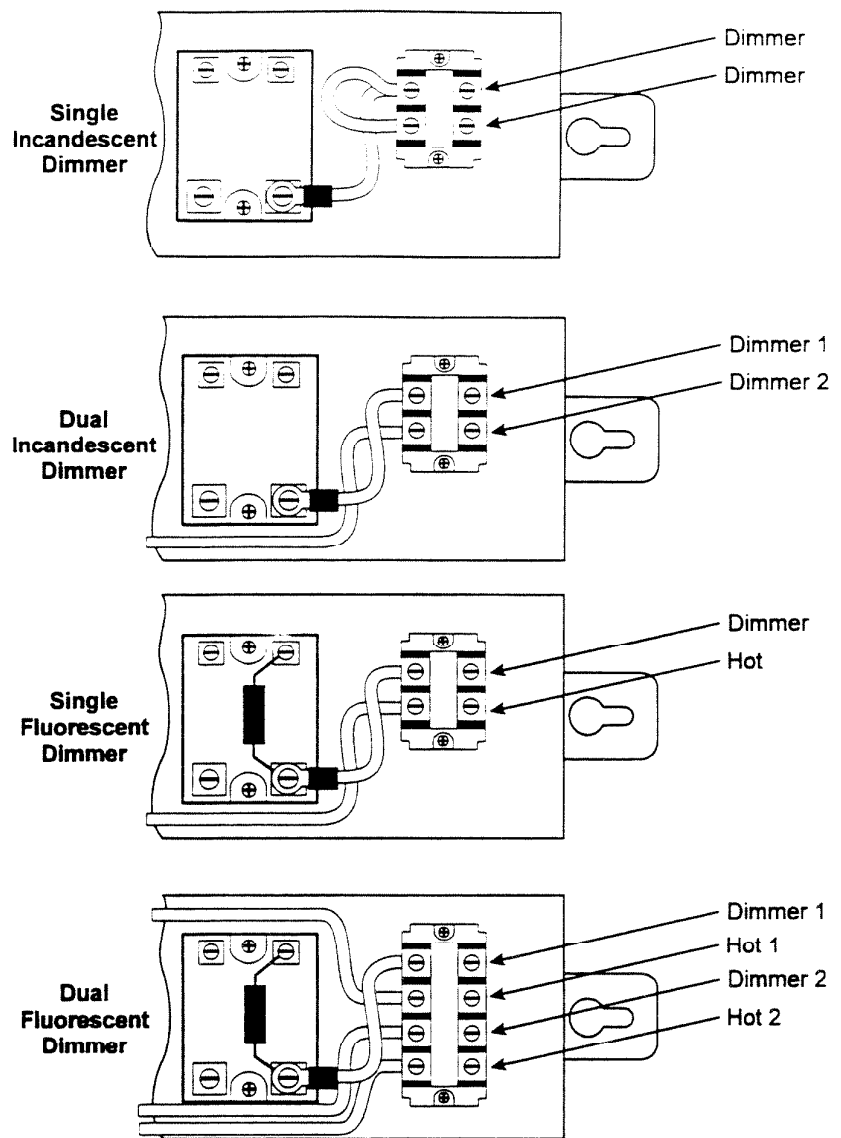 Dimmer
Dimmer
Single
Incandescent
Dimmer
Dimmer 1
Dimmer 2
Dual
Incandescent
Dimmer
Dimmer
Hot
Single
Fluorescent
Dimmer
Dimmer 1
Hot 1
Dimmer 2
Hot 2
Dual
Fluorescent
Dimmer